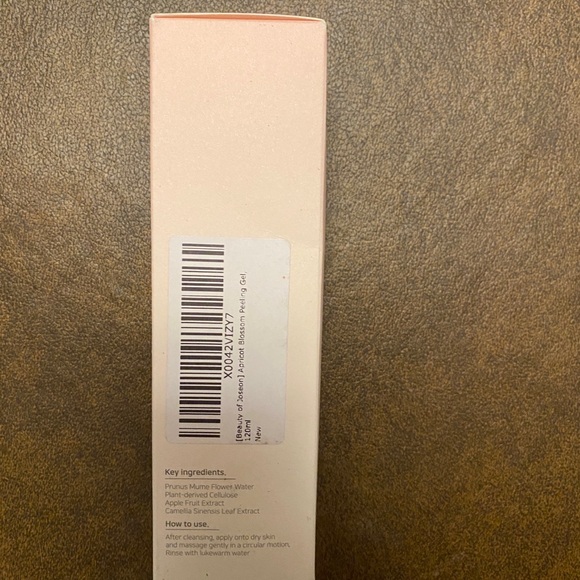 X0042VIZY7
[Beauty of Joseon] Apricot Blossom Peeling Gel,
120ml
New
Key Ingredients.
Prunus Mume Flower Water
Plant-derived Cellulose
Apple Fruit Extract
Camellia Sinensis Leaf Extract
How to use.
After cleansing, apply onto dry skin
and massage gently in a circular motion.
Rinse with lukewarm water